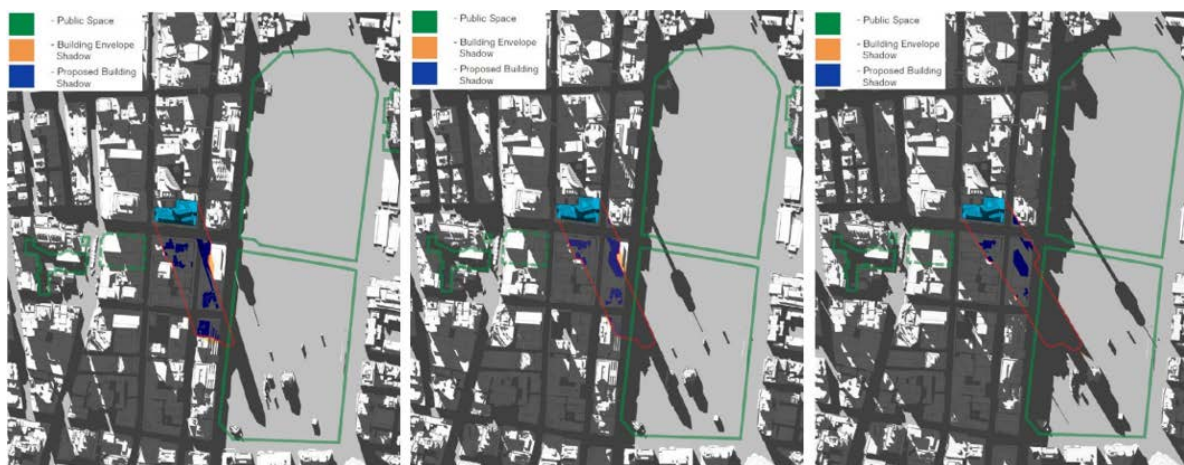 - Public Space
- Building Envelope
Shadow
- Proposed Building
Shadow
- Public Space
- Building Envelope
Shadow
- Proposed Building
Shadow
- Public Space
- Building Envelope
Shadow
- Proposed Building
Shadow